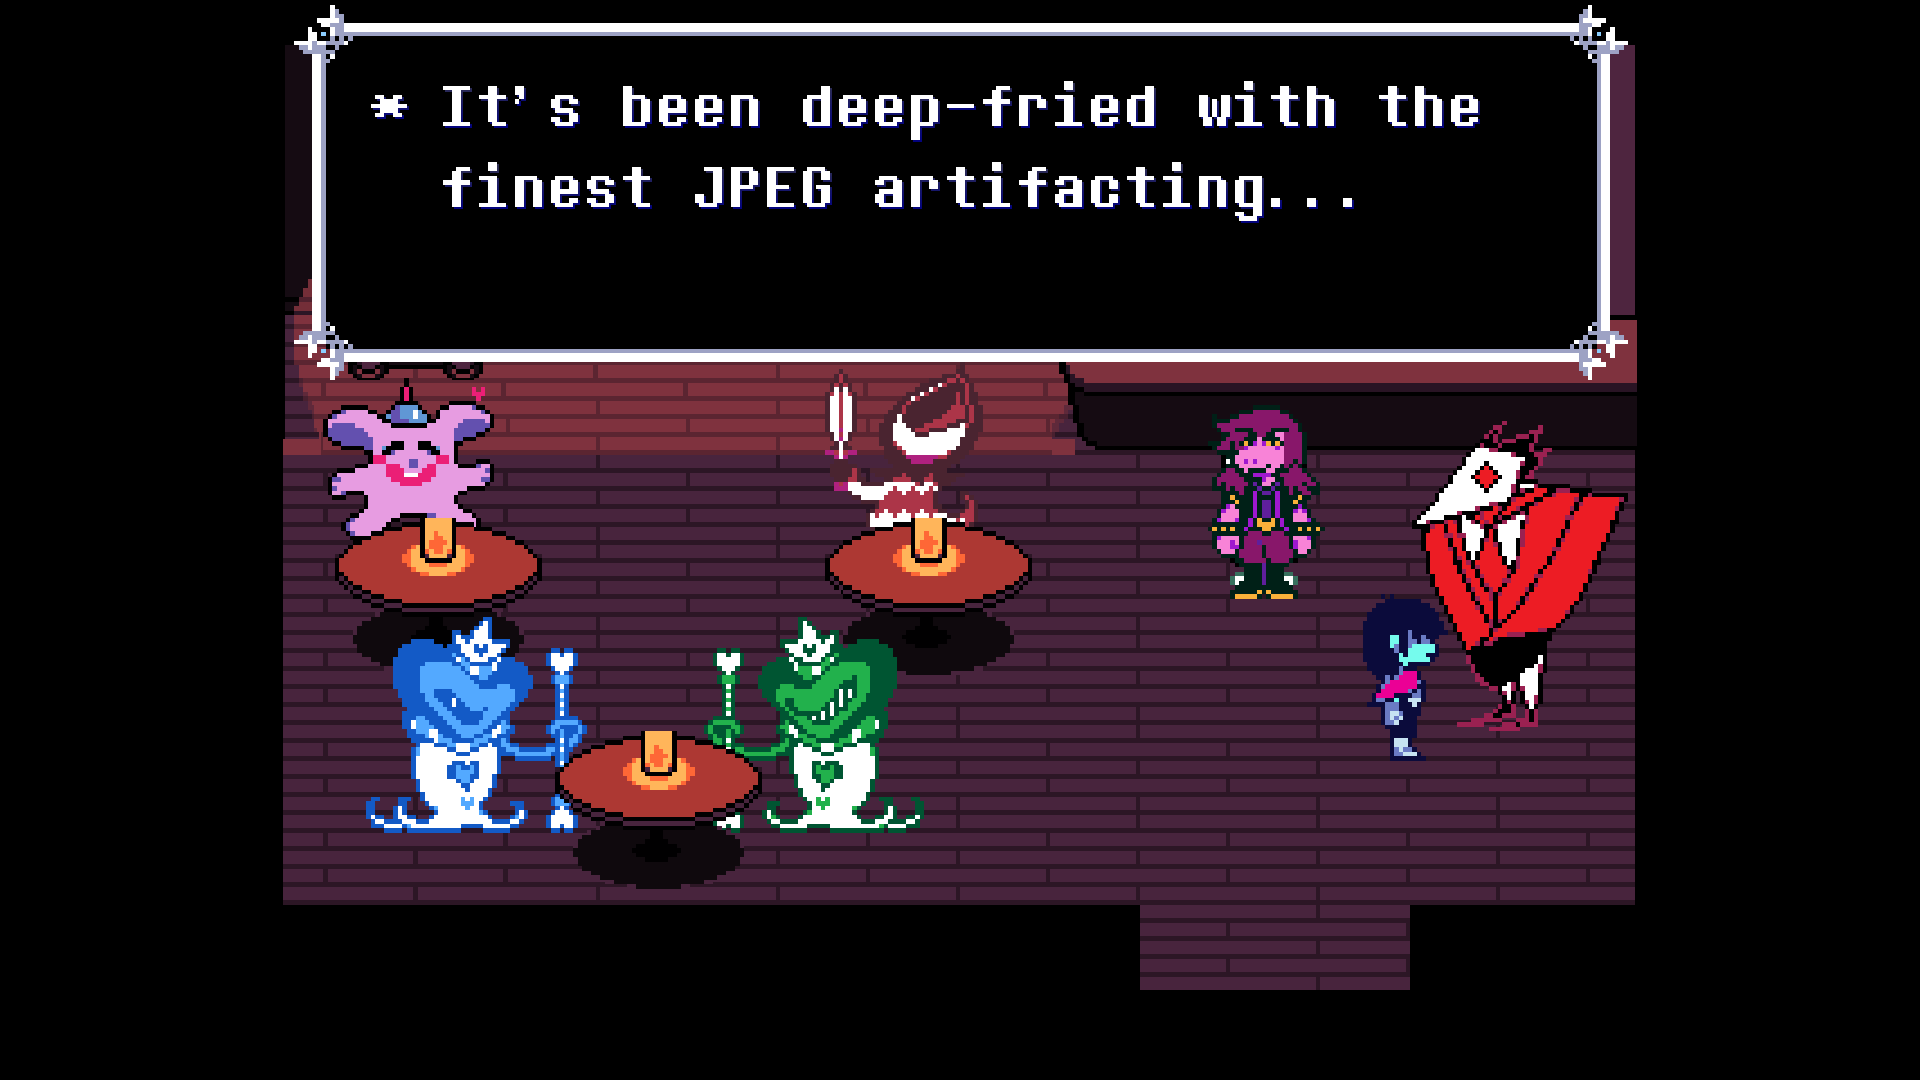 * It's been deep-fried with the
finest JPEG artifacting...